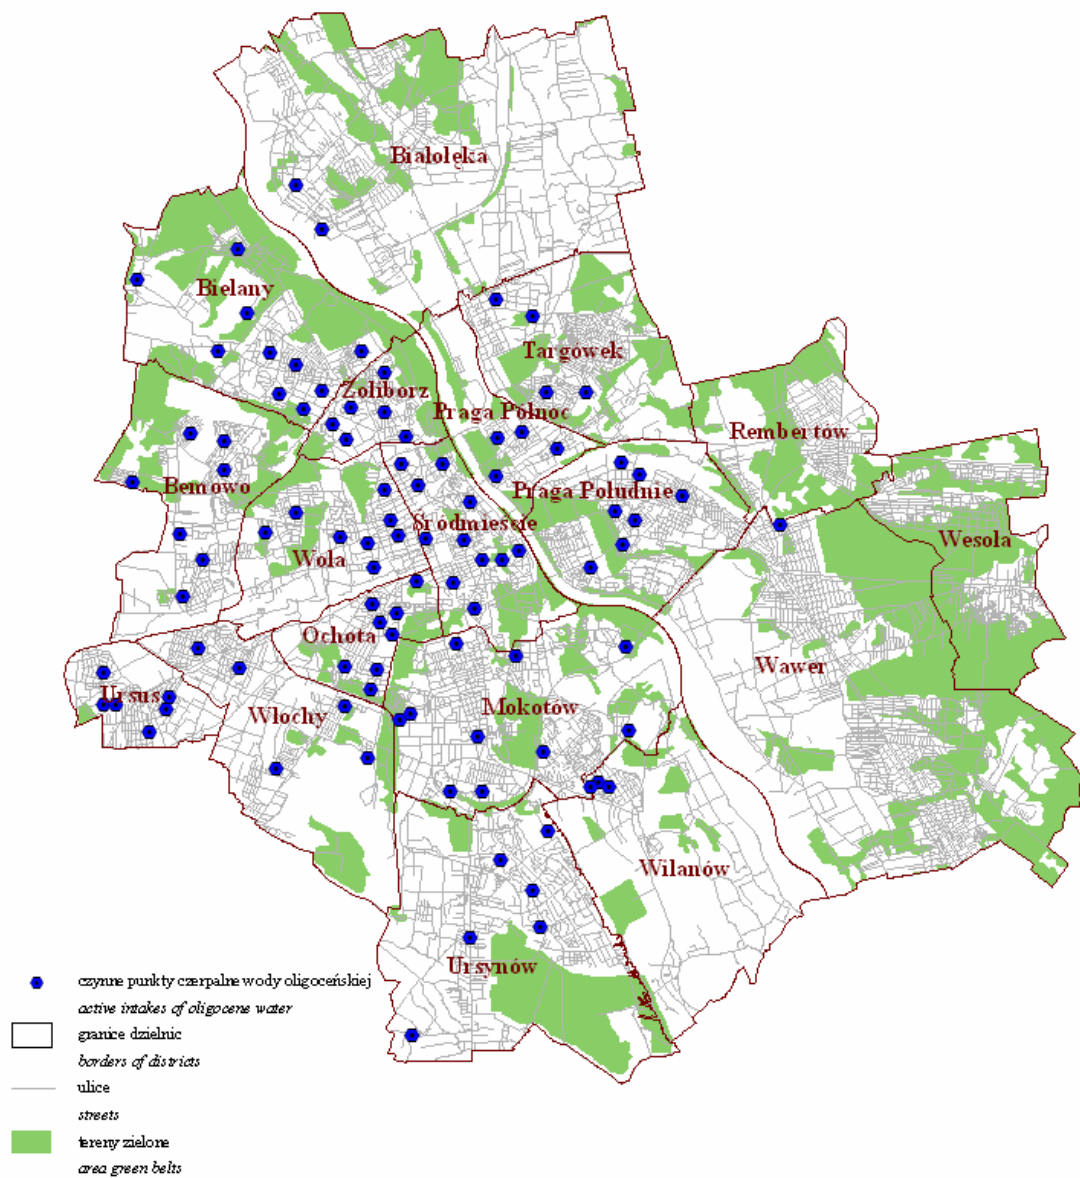 Białołęka
Bielany
Targówek
Żoliborz
Praga Północ
Rembertów
Bemowo
Praga Południe
Śródmieście
Wesoła
Wola
Ochota
Wawer
Ursus
Włochy
Mokotów
Wilanów
Ursynów
czynne punkty czerpalne wody oligoceńskiej
active intakes of oligocene water
granice dzielnic
borders of districts
ulice
streets
tereny zielone
area green belts